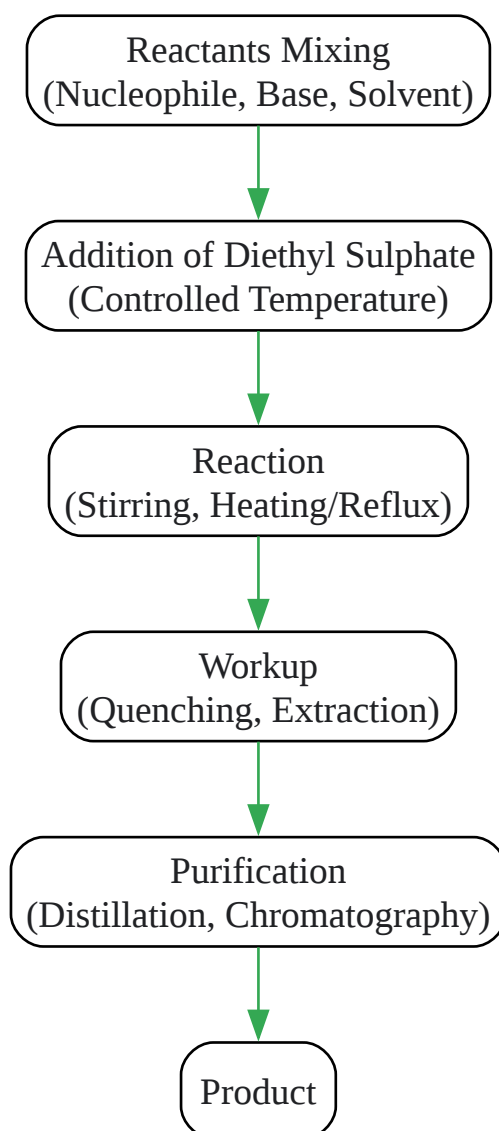 Reactants Mixing
(Nucleophile, Base, Solvent)
Addition of Diethyl Sulphate
(Controlled Temperature)
Reaction
(Stirring, Heating/Reflux)
Workup
(Quenching, Extraction)
Purification
(Distillation, Chromatography)
Product